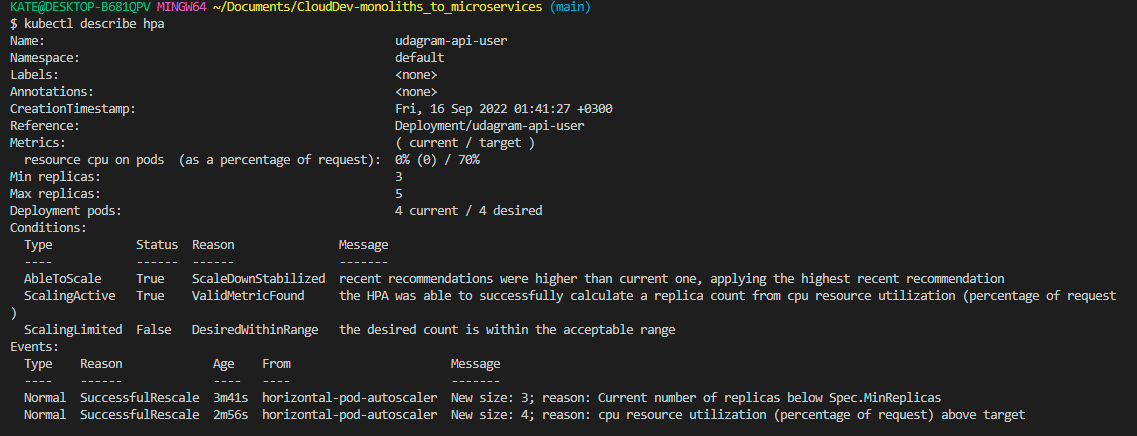 KATE@DESKTOP-B681QPV MINGW64 ~/Documents/CloudDev-monoliths_to_microservices (main)
$ kubectl describe hpa
Name:                                                  udagram-api-user
Namespace:                                             default
Labels:                                                <none>
Annotations:                                           <none>
CreationTimestamp:                                     Fri, 16 Sep 2022 01:41:27 +0300
Reference:                                             Deployment/udagram-api-user
Metrics:                                               ( current / target )
  resource cpu on pods  (as a percentage of request):  0% (0) / 70%
Min replicas:                                          3
Max replicas:                                          5
Deployment pods:                                       4 current / 4 desired
Conditions:
  Type            Status  Reason               Message
  ----            ------  ------               -------
  AbleToScale     True    ScaleDownStabilized  recent recommendations were higher than current one, applying the highest recent recommendation
  ScalingActive   True    ValidMetricFound     the HPA was able to successfully calculate a replica count from cpu resource utilization (percentage of request
)
  ScalingLimited  False   DesiredWithinRange   the desired count is within the acceptable range
Events:
  Type    Reason             Age    From                       Message
  ----    ------             ----   ----                       -------
  Normal  SuccessfulRescale  3m41s  horizontal-pod-autoscaler  New size: 3; reason: Current number of replicas below Spec.MinReplicas
  Normal  SuccessfulRescale  2m56s  horizontal-pod-autoscaler  New size: 4; reason: cpu resource utilization (percentage of request) above target